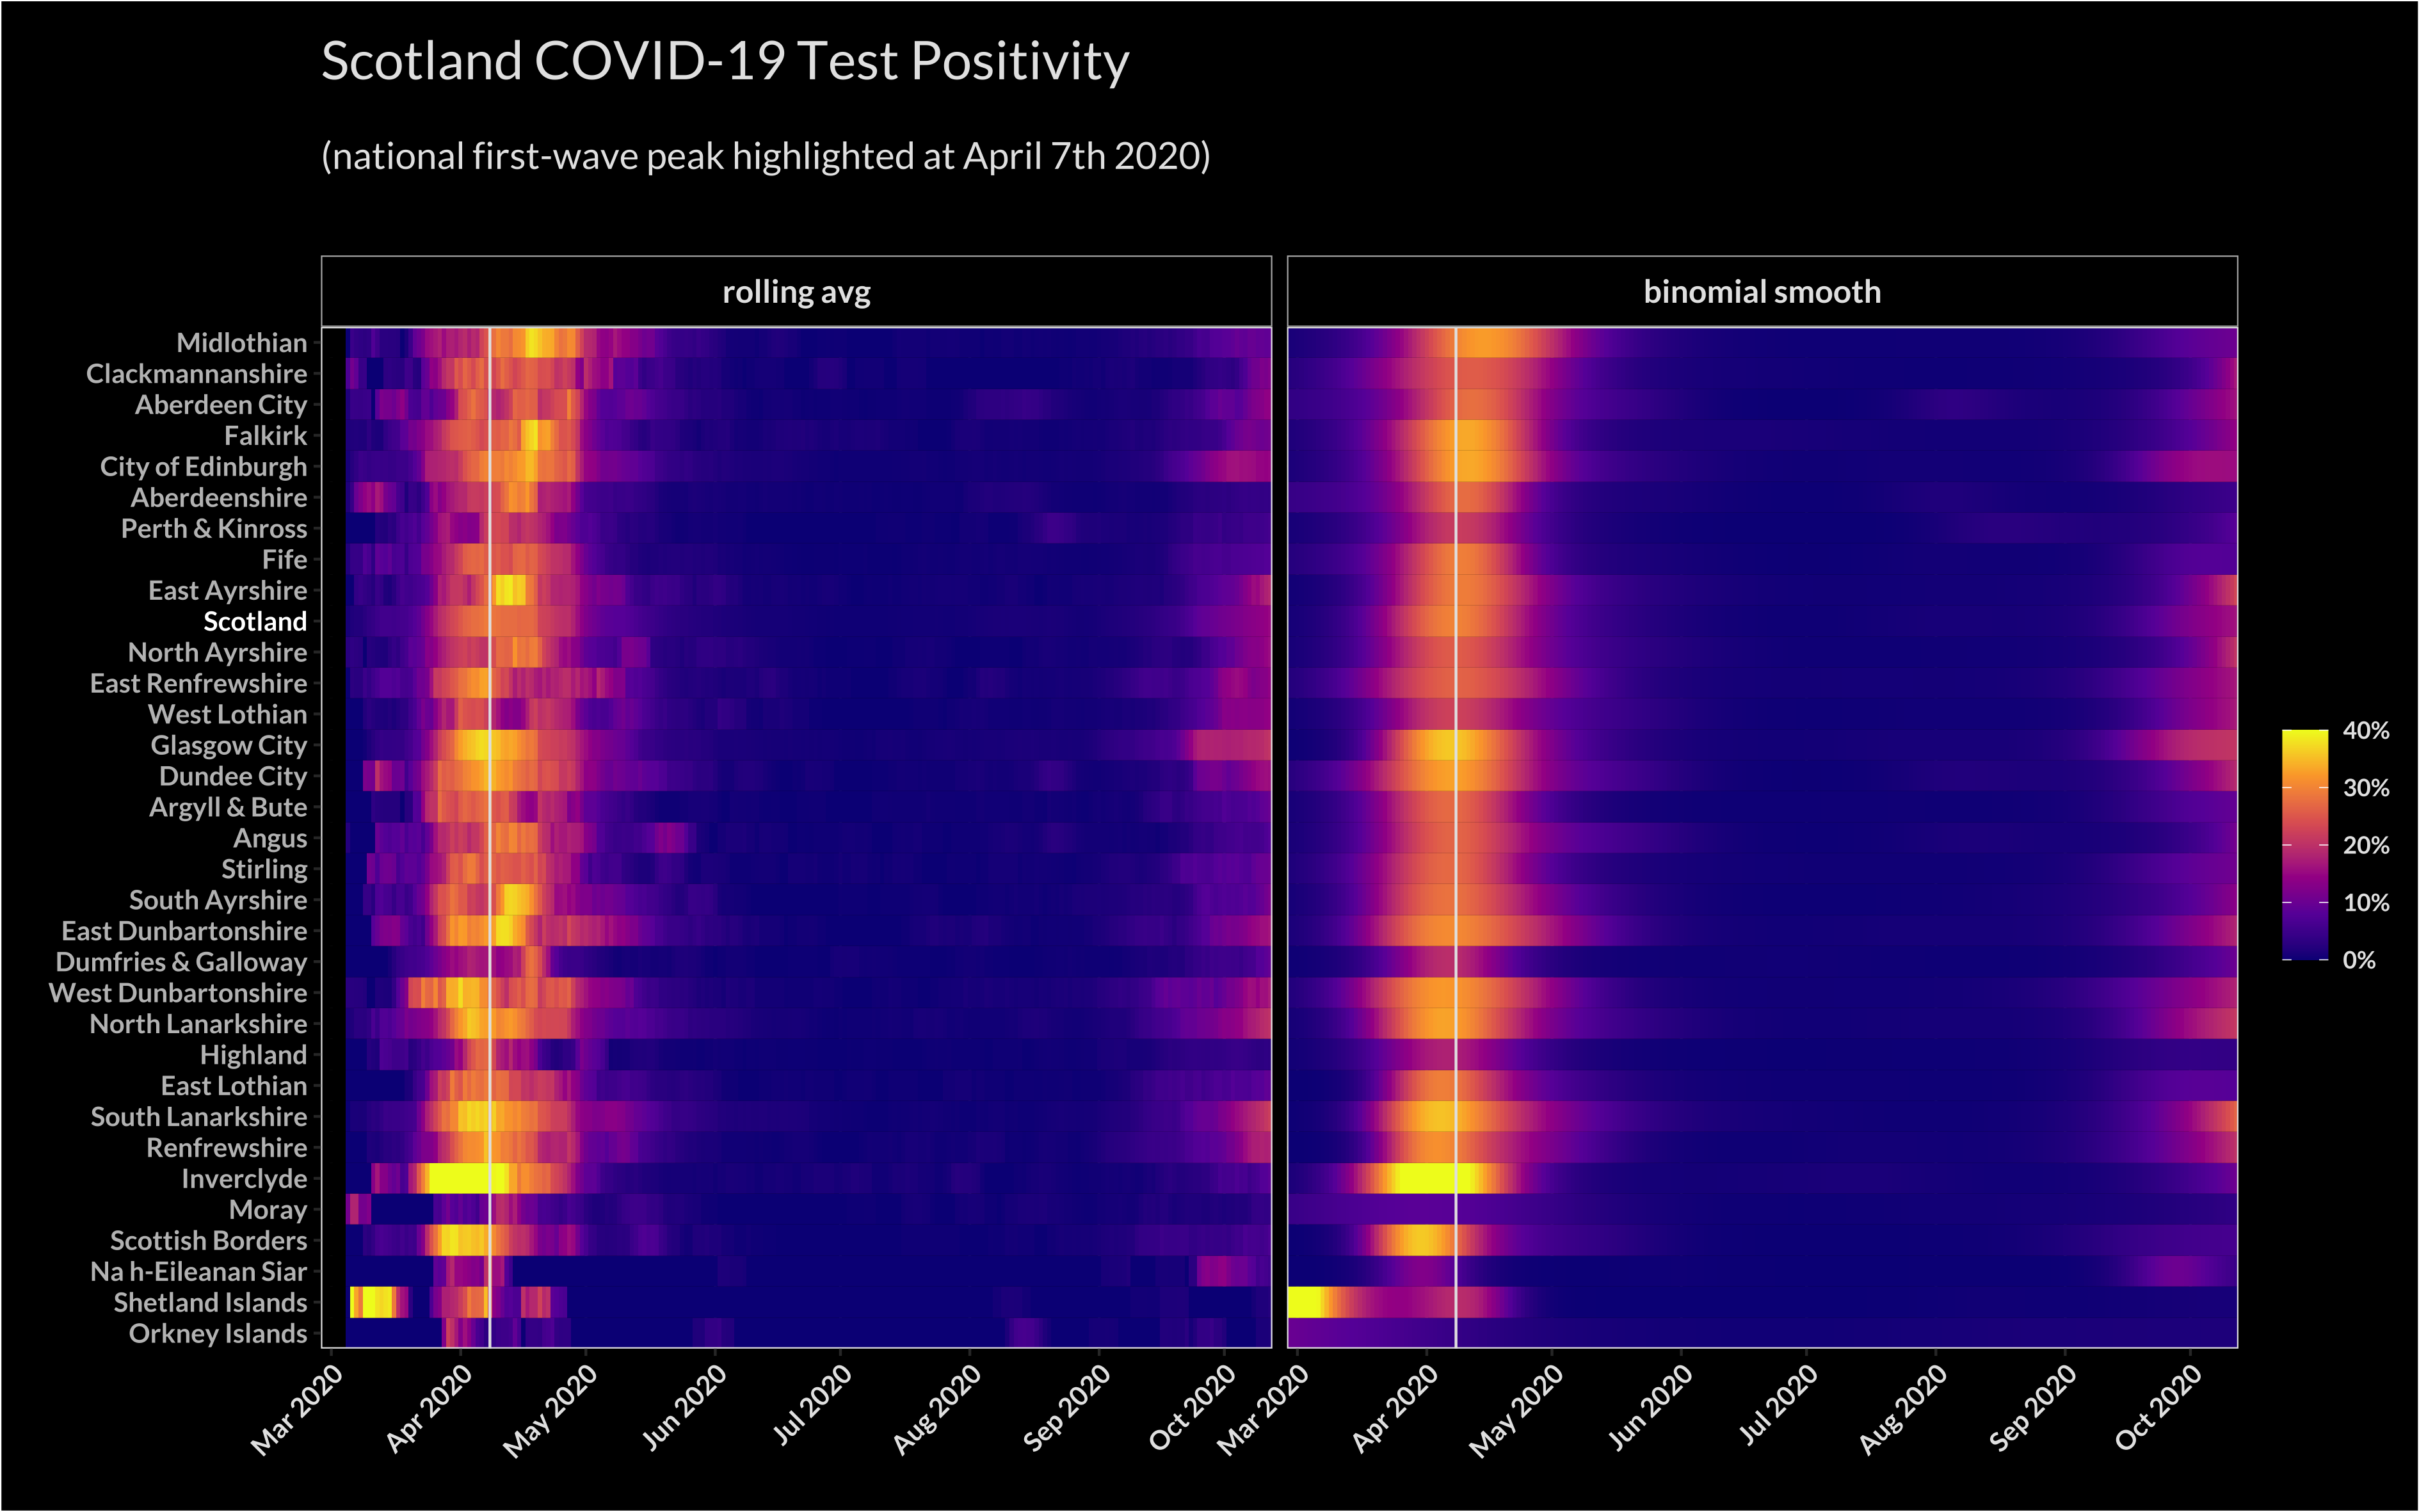 Scotland COVID-19 Test Positivity
(national first-wave peak highlighted at April 7th 2020)
rolling avg
binomial smooth
Midlothian
Clackmannanshire
Aberdeen City
Falkirk
City of Edinburgh
Aberdeenshire
Perth & Kinross
Fife
East Ayrshire
Scotland
North Ayrshire
East Renfrewshire
West Lothian
Glasgow City
Dundee City
Argyll & Bute
Angus
Stirling
South Ayrshire
East Dunbartonshire
Dumfries & Galloway
West Dunbartonshire
North Lanarkshire
Highland
East Lothian
South Lanarkshire
Renfrewshire
Inverclyde
Moray
Scottish Borders
Na h-Eileanan Siar
Shetland Islands
Orkney Islands
Mar 2020
Apr 2020
May 2020
Jun 2020
Jul 2020
Aug 2020
Sep 2020
Oct 2020
Mar 2020
Apr 2020
May 2020
Jun 2020
Jul 2020
Aug 2020
Sep 2020
Oct 2020
40%
30%
20%
10%
0%